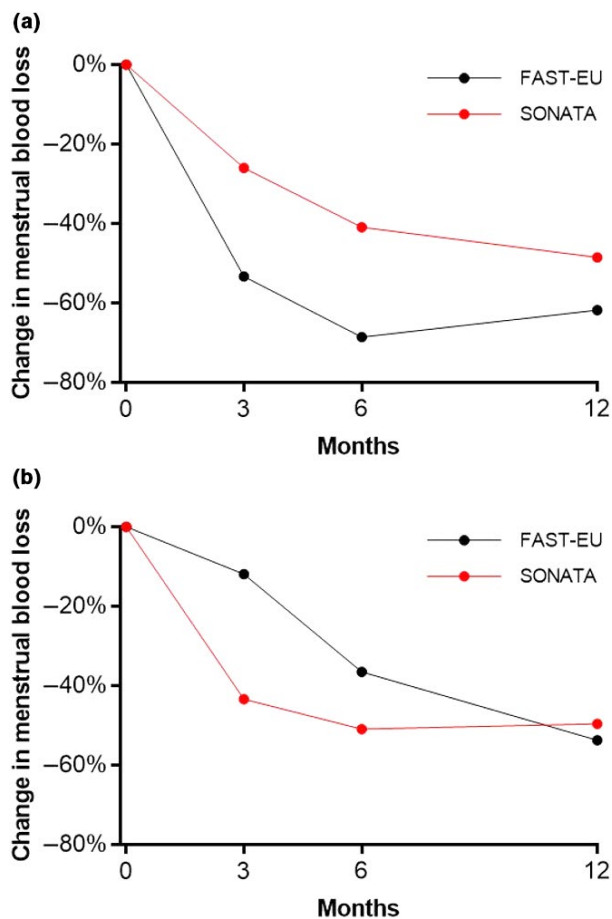 (a)
Change in menstrual blood loss
0%
–20%
–40%
–60%
–80%
FAST-EU
SONATA
0 3 6 12
Months
(b)
Change in menstrual blood loss
0%
–20%
–40%
–60%
–80%
FAST-EU
SONATA
0 3 6 12
Months